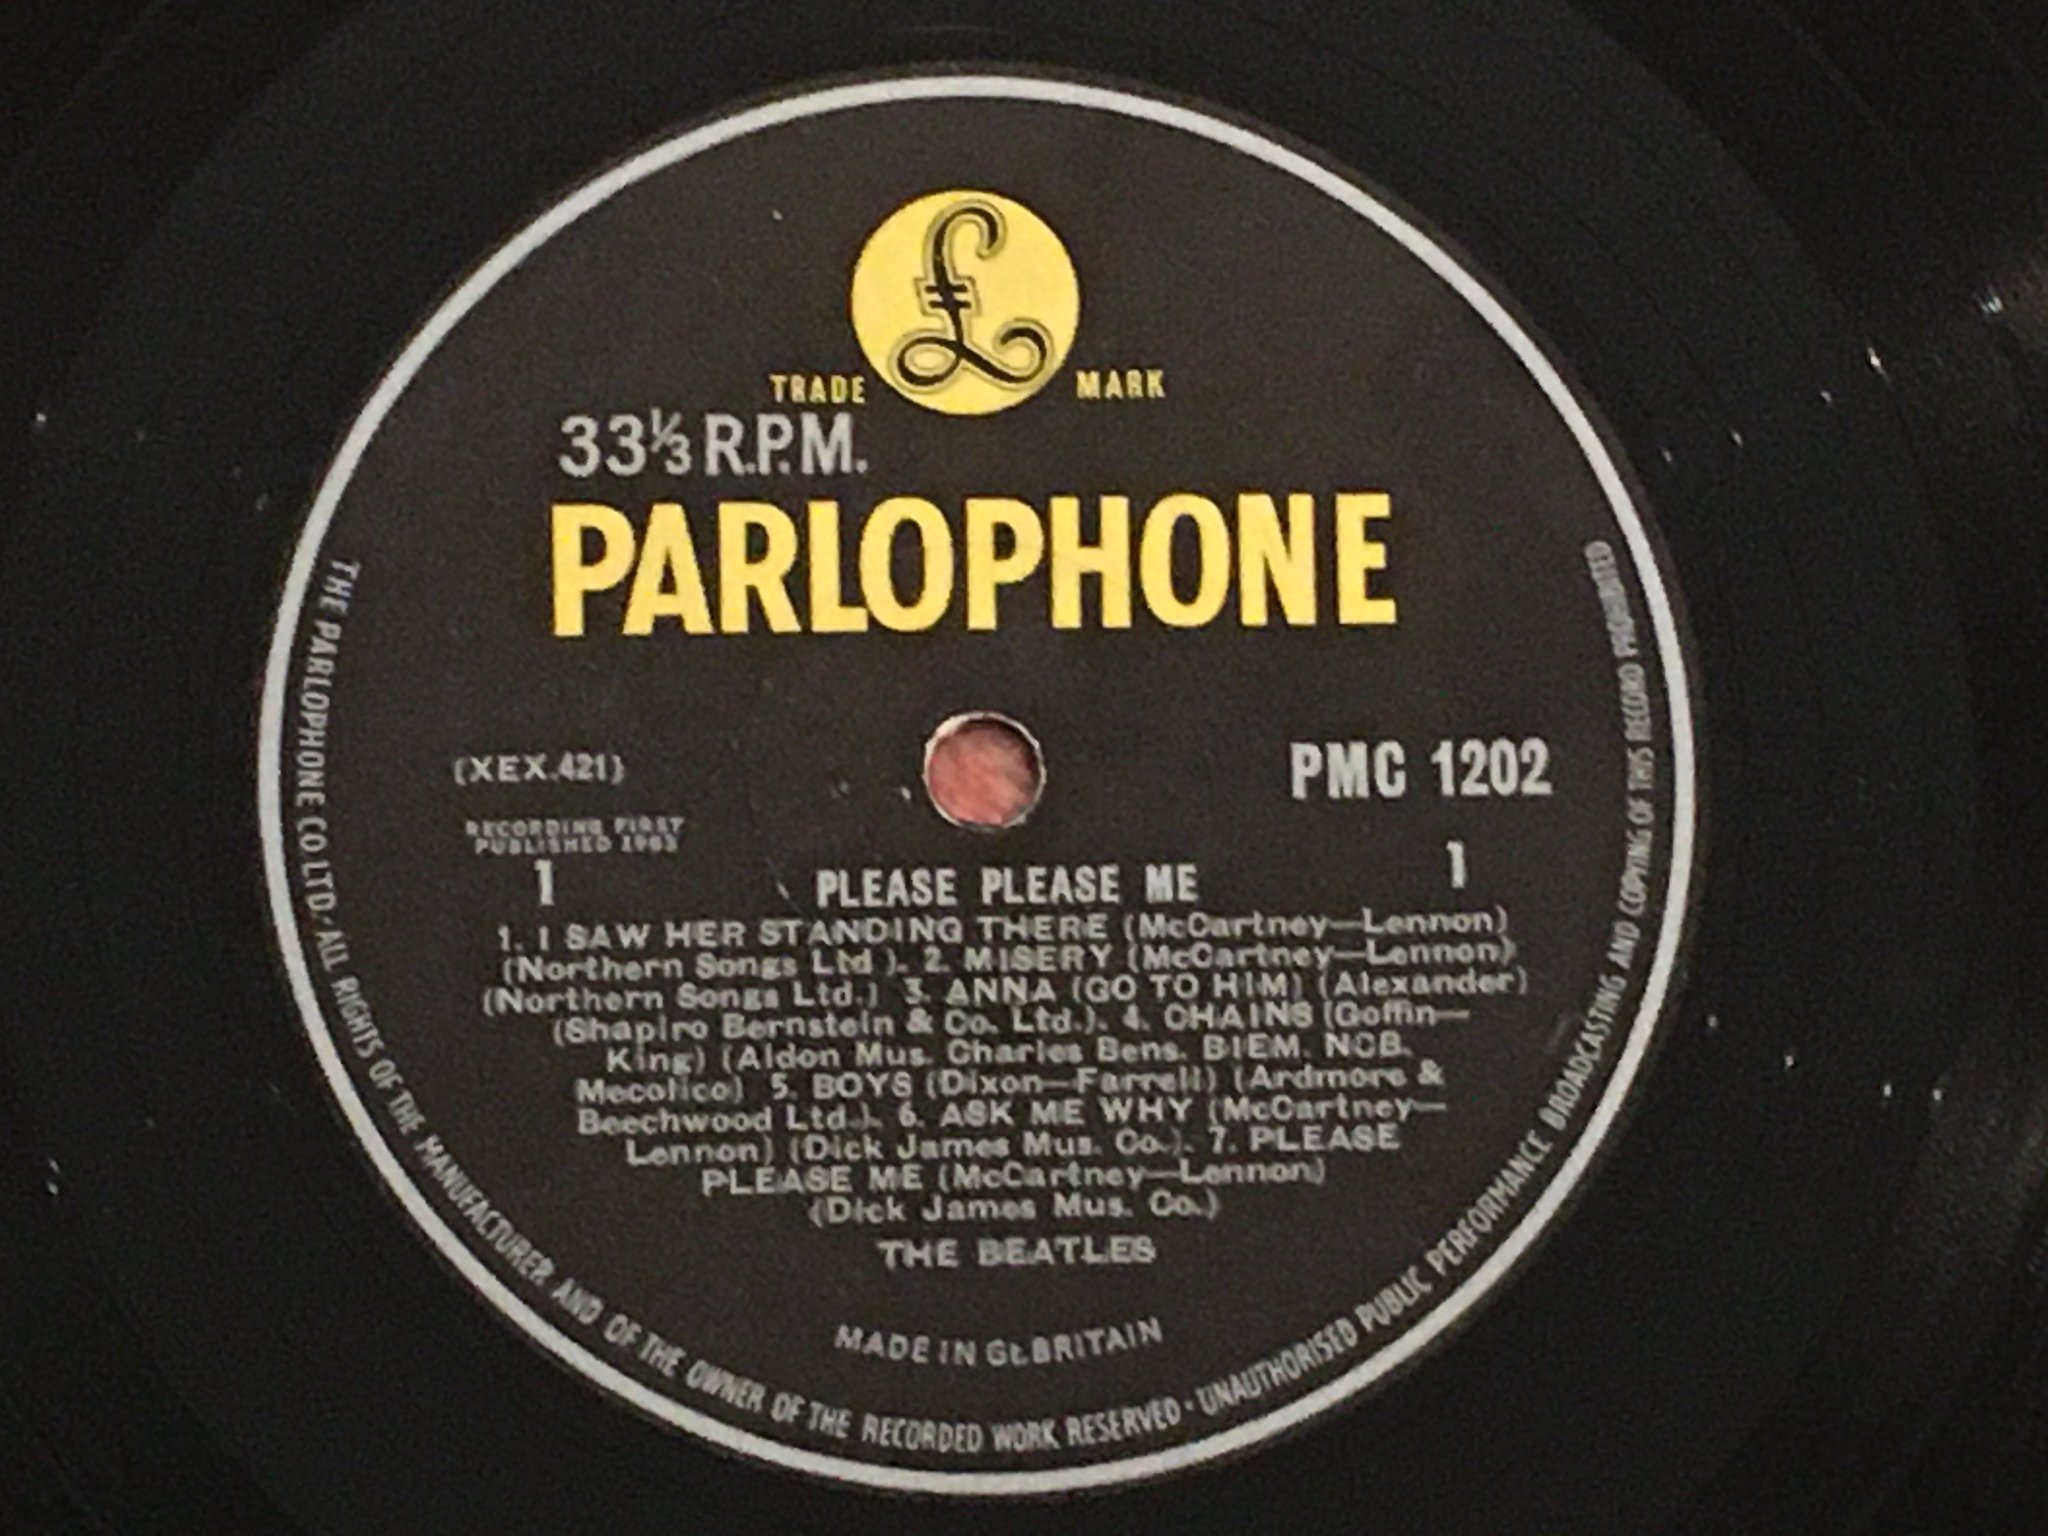 £
TRADE MARK
33⅓ R.P.M.
PARLOPHONE
(XEX.421)
PMC 1202
RECORDING FIRST
PUBLISHED 1963
1
PLEASE PLEASE ME
1
1. I SAW HER STANDING THERE (McCartney—Lennon)
(Northern Songs Ltd.). 2. MISERY (McCartney—Lennon)
(Northern Songs Ltd.) 3. ANNA (GO TO HIM) (Alexander)
(Shapiro Bernstein & Co. Ltd.). 4. CHAINS (Goffin—
King) (Aldon Mus. Charles Bens. BIEM. NCB.
Mecolico) 5. BOYS (Dixon—Farrell) (Ardmore &
Beechwood Ltd.). 6. ASK ME WHY (McCartney—
Lennon) (Dick James Mus. Co.). 7. PLEASE
PLEASE ME (McCartney—Lennon)
(Dick James Mus. Co.)
THE BEATLES
MADE IN GT.BRITAIN
THE PARLOPHONE CO.LTD· ALL RIGHTS OF THE MANUFACTURER AND OF THE OWNER OF THE RECORDED WORK RESERVED · UNAUTHORISED PUBLIC PERFORMANCE BROADCASTING AND COPYING OF THIS RECORD PROHIBITED